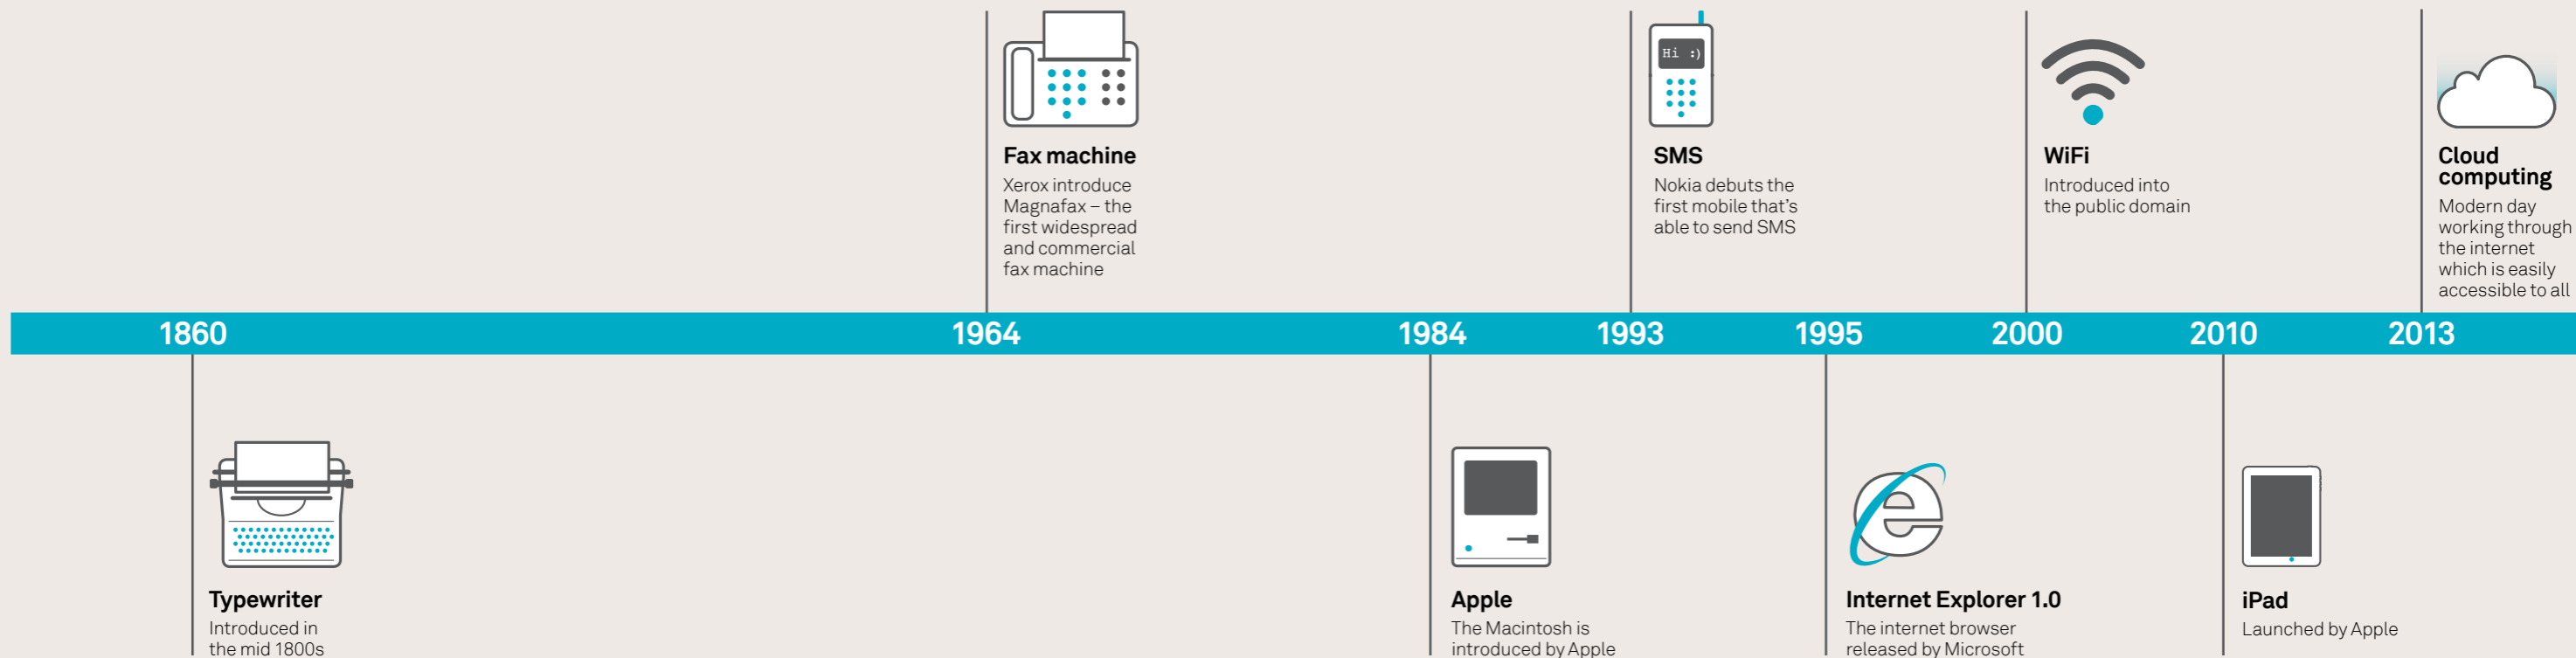 Hi :)
Fax machine
Xerox introduce
Magnafax – the
first widespread
and commercial
fax machine
SMS
Nokia debuts the
first mobile that's
able to send SMS
WiFi
Introduced into
the public domain
Cloud
computing
Modern day
working through
the internet
which is easily
accessible to all
1860
1964
1984
1993
1995
2000
2010
2013
Typewriter
Introduced in
the mid 1800s
Apple
The Macintosh is
introduced by Apple
Internet Explorer 1.0
The internet browser
released by Microsoft
iPad
Launched by Apple